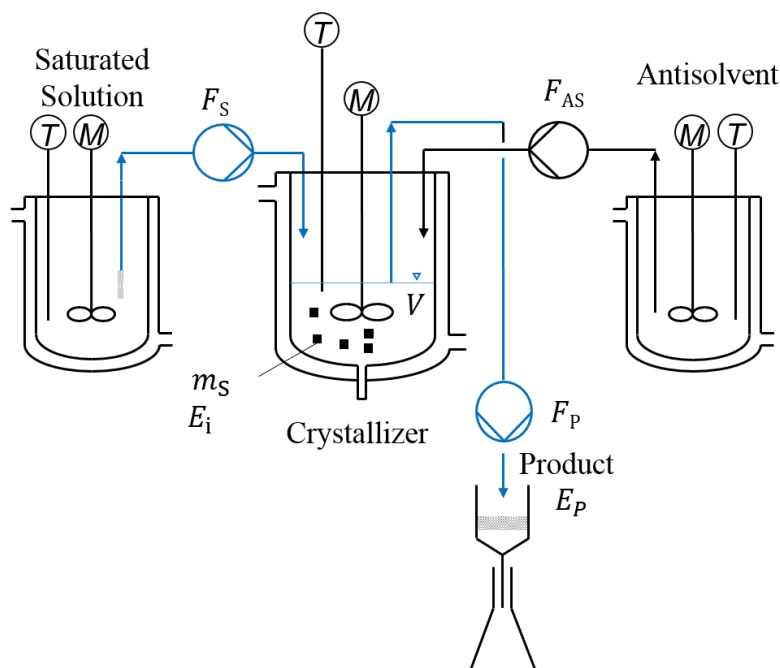 T
Saturated
Solution
F_S
M
F_AS
Antisolvent
T
M
M
T
V
m_S
E_i
Crystallizer
F_P
Product
E_P